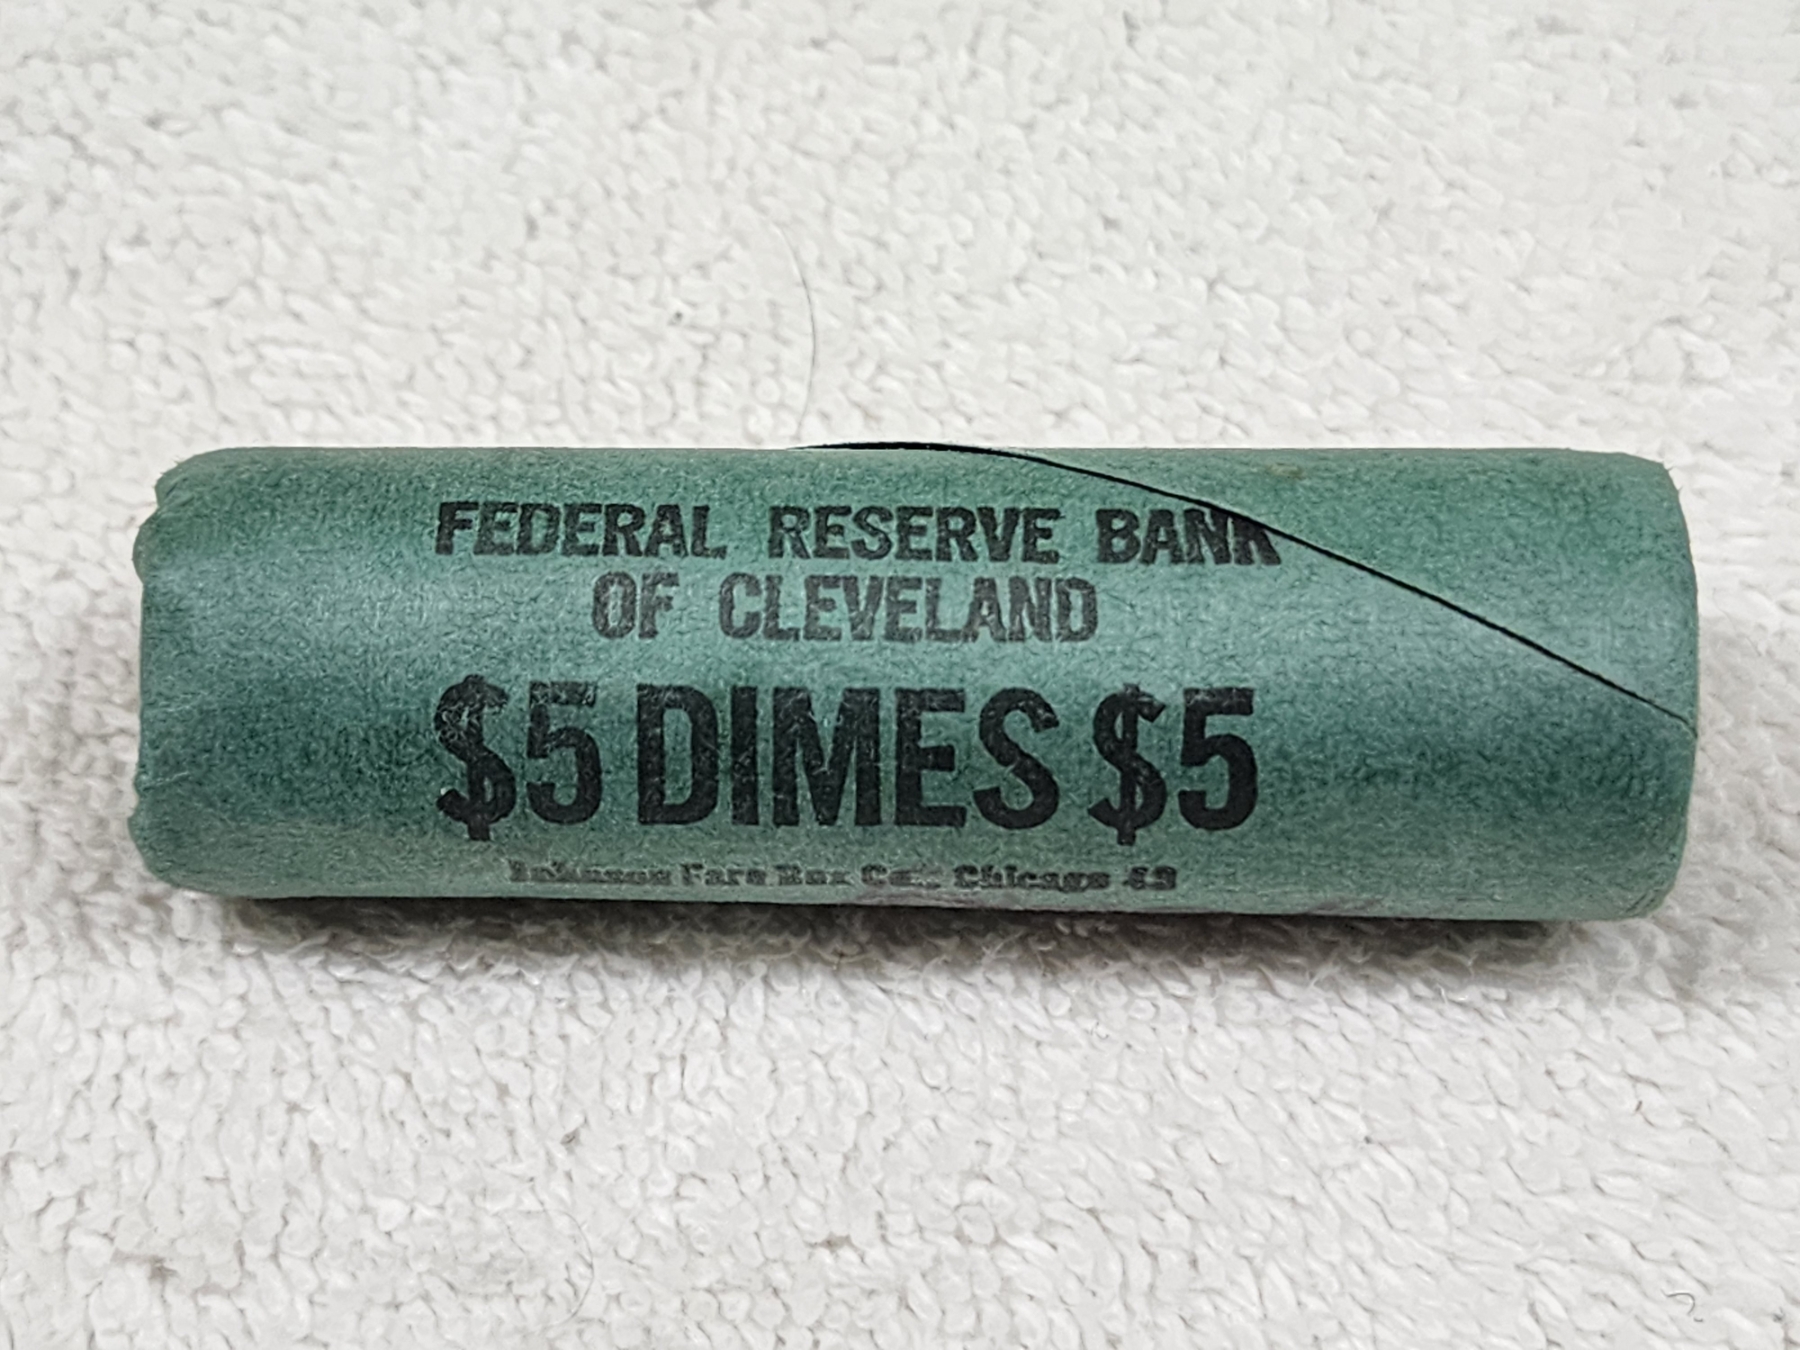 FEDERAL RESERVE BANK
OF CLEVELAND
$5 DIMES $5
Johnson Fare Box Co., Chicago 43